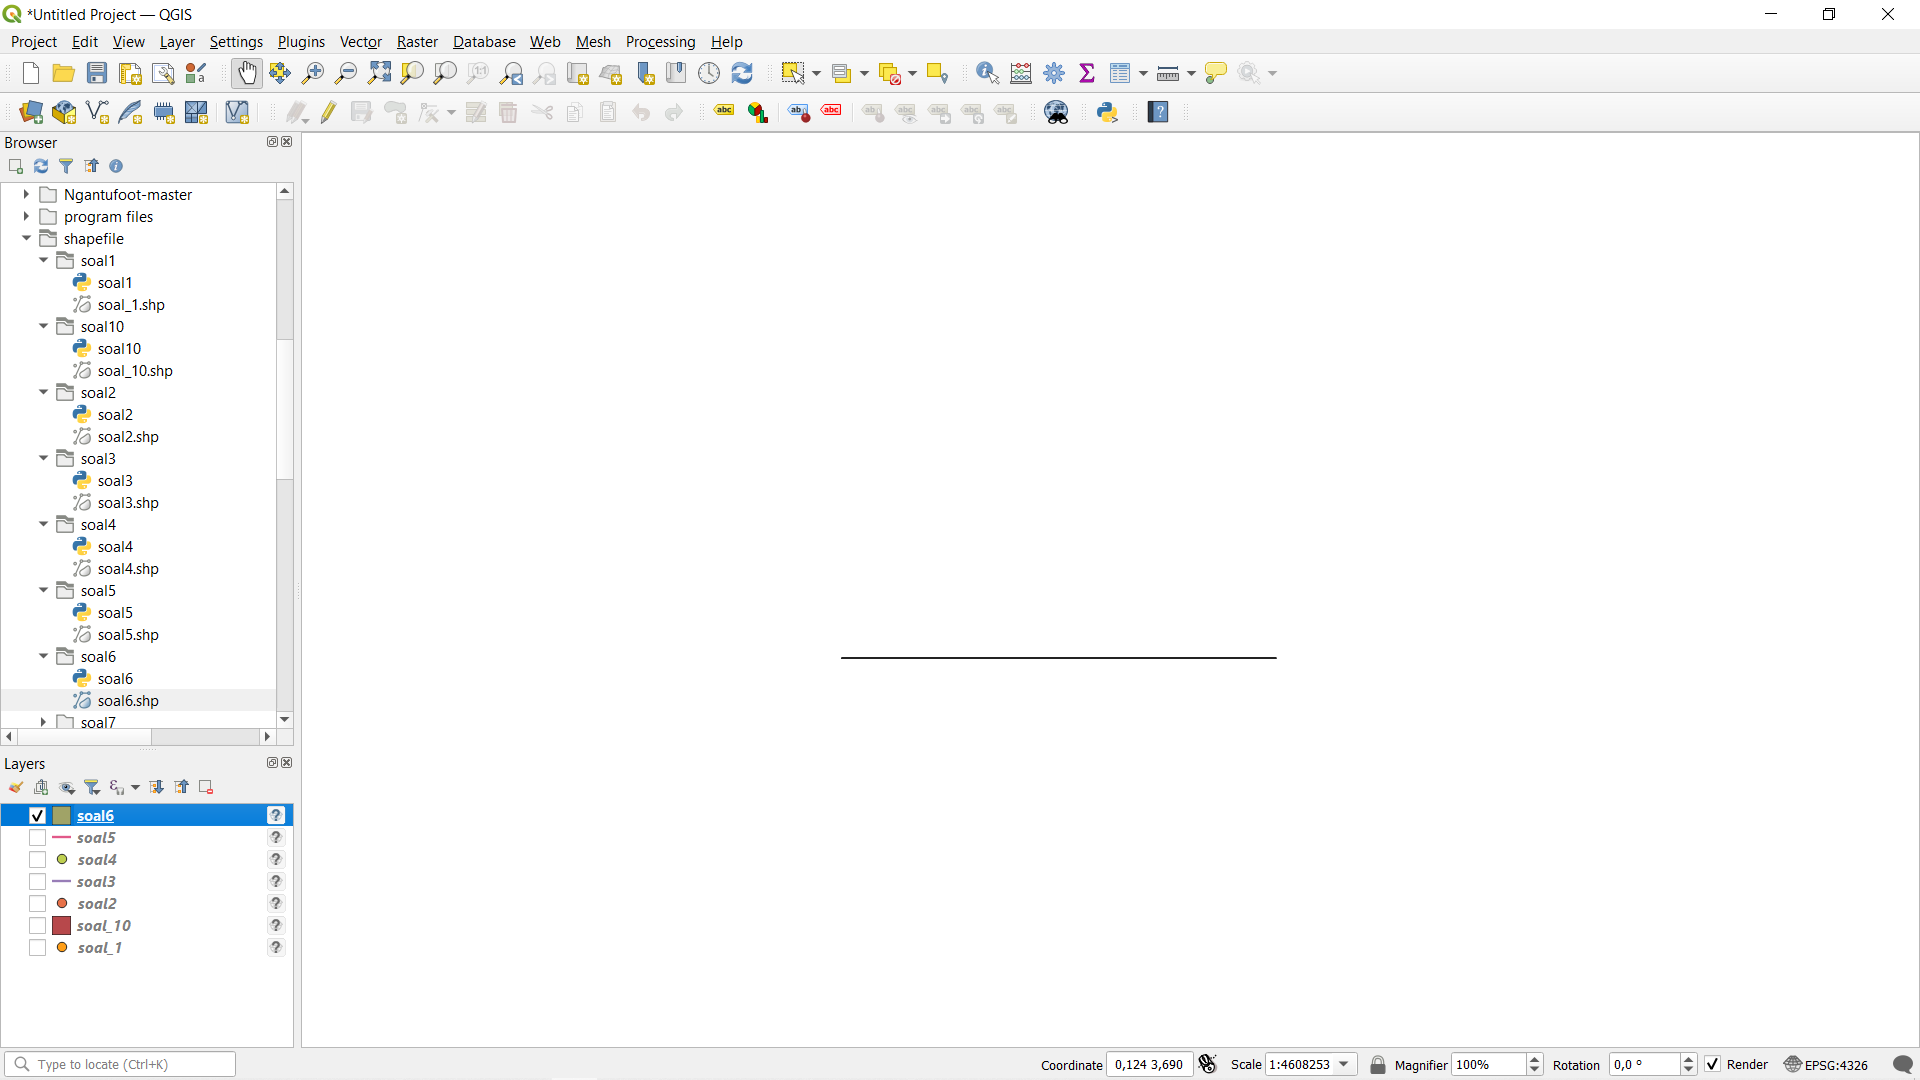 *Untitled Project — QGIS
Project Edit View Layer Settings Plugins Vector Raster Database Web Mesh Processing Help
Browser
Ngantufoot-master
program files
shapefile
soal1
soal1
soal_1.shp
soal10
soal10
soal_10.shp
soal2
soal2
soal2.shp
soal3
soal3
soal3.shp
soal4
soal4
soal4.shp
soal5
soal5
soal5.shp
soal6
soal6
soal6.shp
soal7
Layers
soal6
soal5
soal4
soal3
soal2
soal_10
soal_1
Type to locate (Ctrl+K)
Coordinate 0,124 3,690 Scale 1:4608253 Magnifier 100% Rotation 0,0 ° Render EPSG:4326